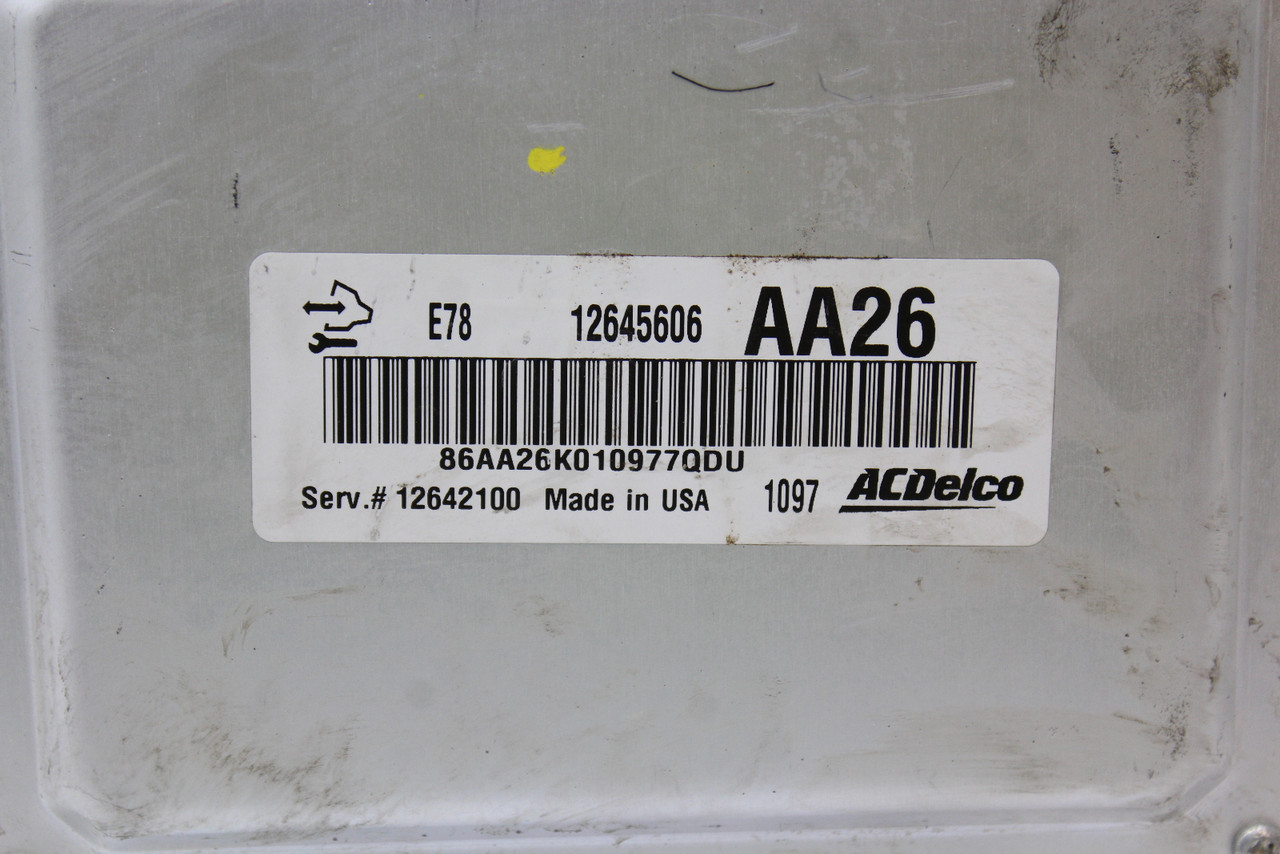 E78 12645606 AA26
86AA26K010977QDU
Serv.# 12642100 Made in USA 1097 ACDelco